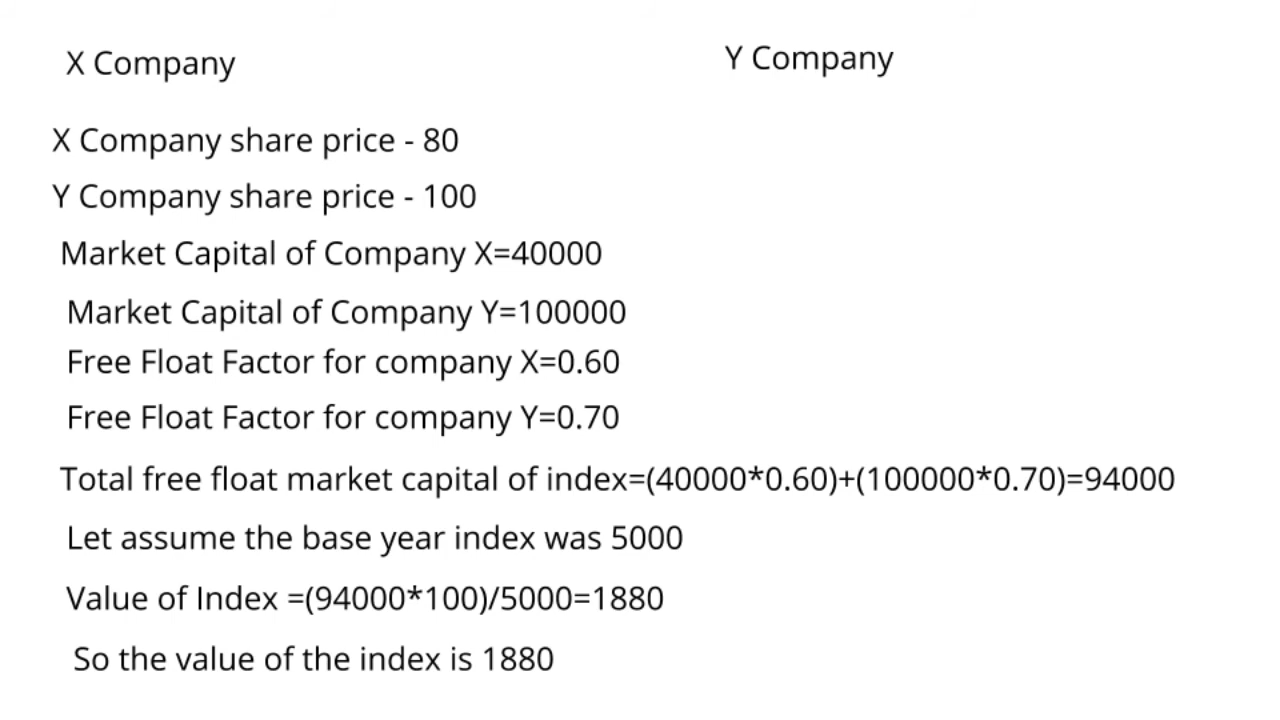 X Company
Y Company
X Company share price - 80
Y Company share price - 100
Market Capital of Company X=40000
Market Capital of Company Y=100000
Free Float Factor for company X=0.60
Free Float Factor for company Y=0.70
Total free float market capital of index=(40000*0.60)+(100000*0.70)=94000
Let assume the base year index was 5000
Value of Index =(94000*100)/5000=1880
So the value of the index is 1880